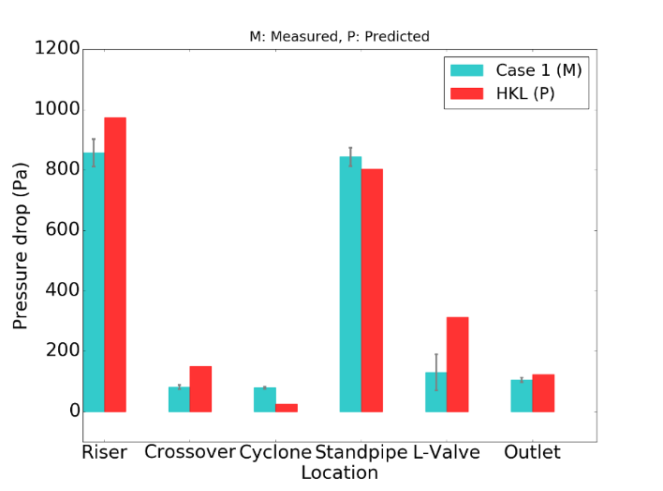 M: Measured, P: Predicted
1200
1000
800
600
400
200
0
Pressure drop (Pa)
Case 1 (M)
HKL (P)
Riser Crossover Cyclone Standpipe L-Valve Outlet
Location